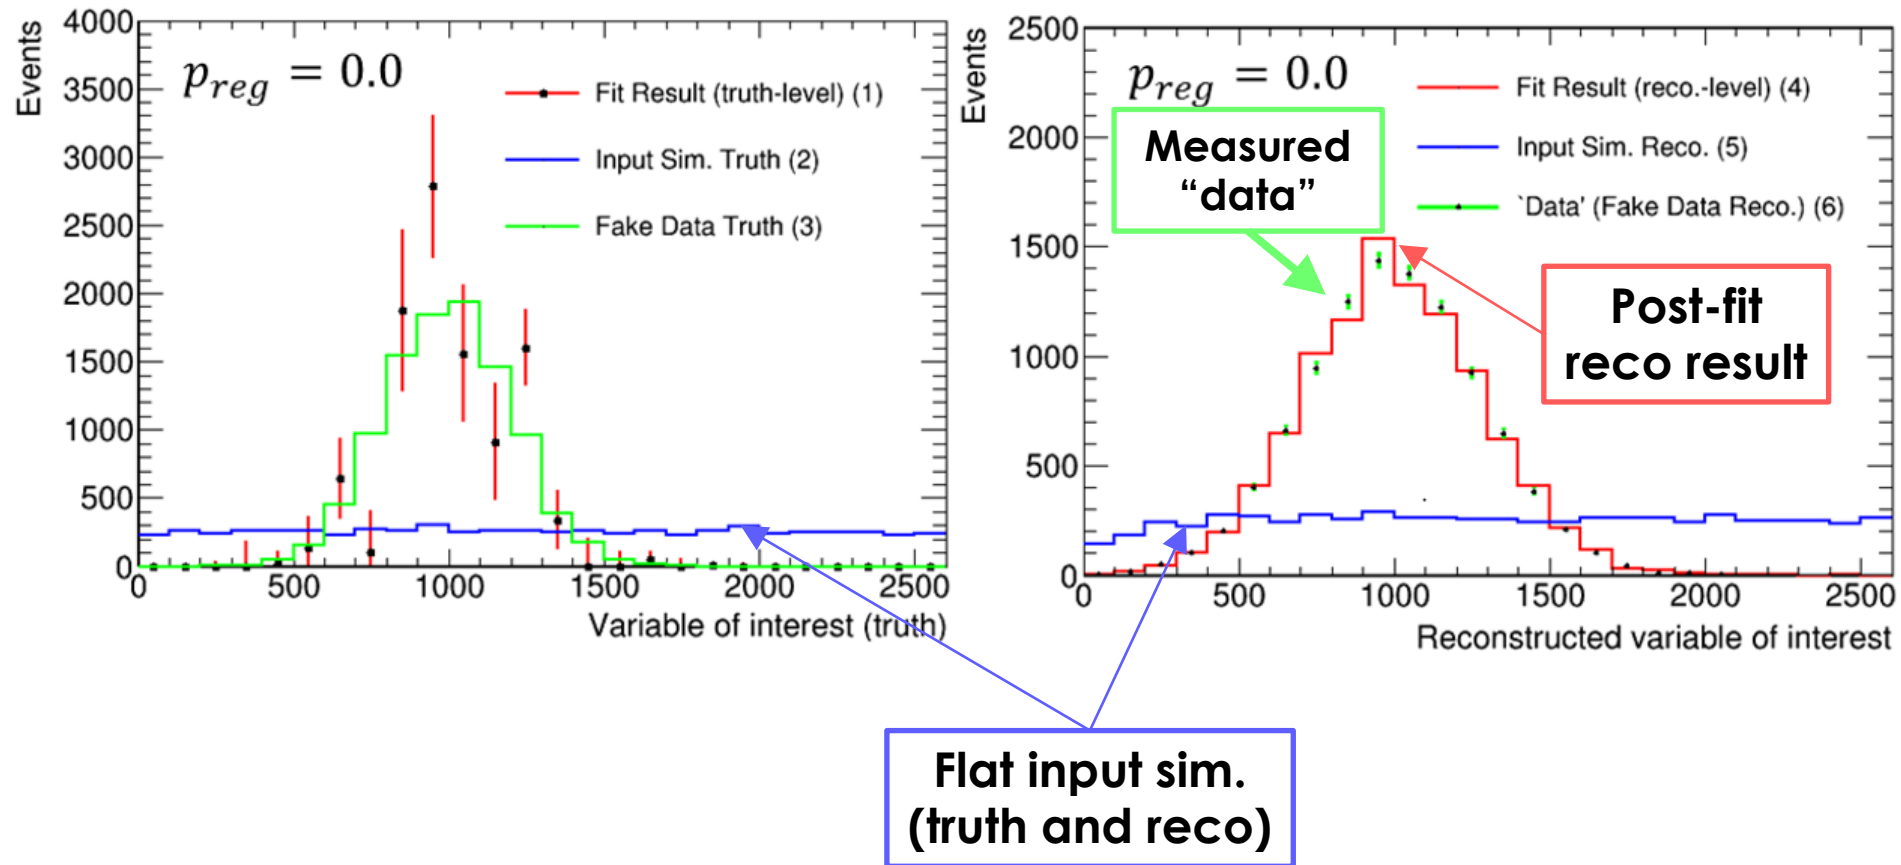 Events
4000
3500
3000
2500
2000
1500
1000
500
0
p_reg = 0.0
Fit Result (truth-level) (1)
Input Sim. Truth (2)
Fake Data Truth (3)
0 500 1000 1500 2000 2500
Variable of interest (truth)
Events
2500
2000
1500
1000
500
0
p_reg = 0.0
Fit Result (reco.-level) (4)
Input Sim. Reco. (5)
`Data' (Fake Data Reco.) (6)
Measured
“data”
Post-fit
reco result
0 500 1000 1500 2000 2500
Reconstructed variable of interest
Flat input sim.
(truth and reco)